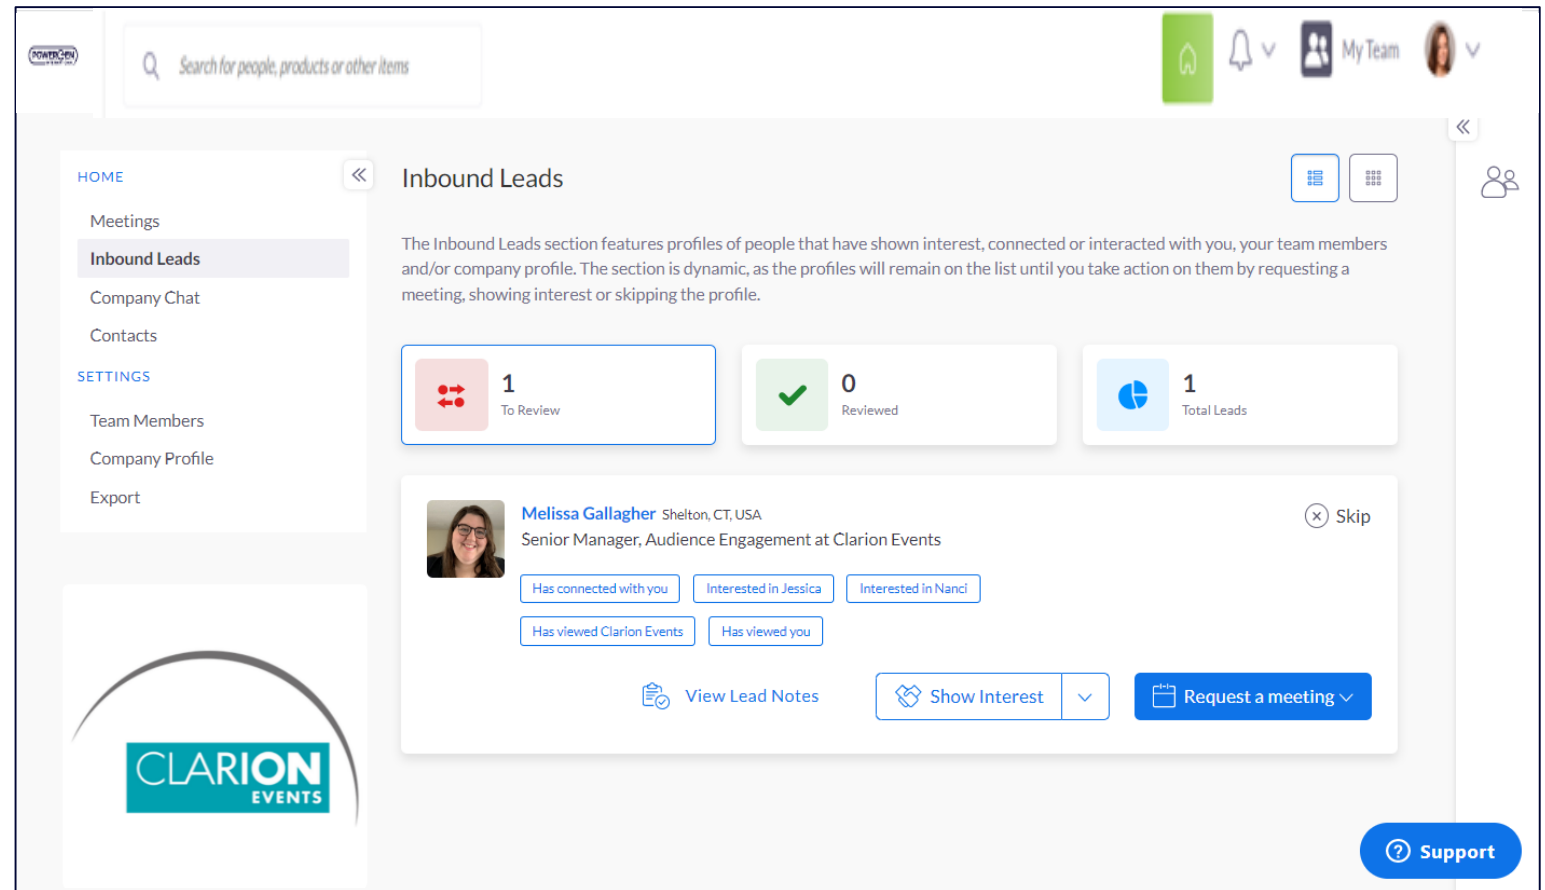 POWERGEN
Search for people, products or other items
My Team
HOME
Meetings
Inbound Leads
Company Chat
Contacts
SETTINGS
Team Members
Company Profile
Export
CLARION
EVENTS
Inbound Leads
The Inbound Leads section features profiles of people that have shown interest, connected or interacted with you, your team members
and/or company profile. The section is dynamic, as the profiles will remain on the list until you take action on them by requesting a
meeting, showing interest or skipping the profile.
1
To Review
0
Reviewed
1
Total Leads
Melissa Gallagher Shelton, CT, USA
Skip
Senior Manager, Audience Engagement at Clarion Events
Has connected with you Interested in Jessica Interested in Nanci
Has viewed Clarion Events Has viewed you
View Lead Notes Show Interest Request a meeting
Support